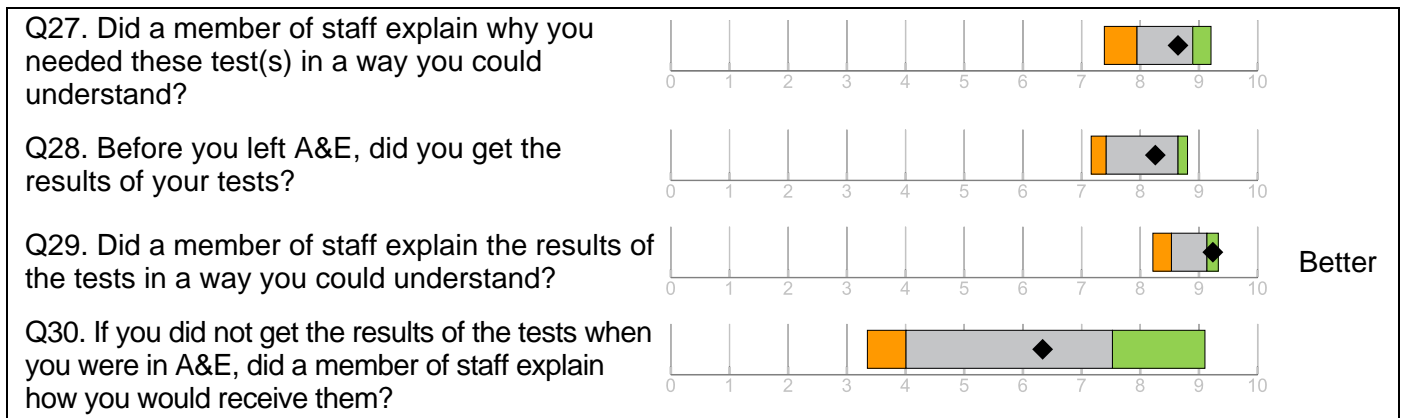 Q27. Did a member of staff explain why you
needed these test(s) in a way you could
understand?
0 1 2 3 4 5 6 7 8 9 10
Q28. Before you left A&E, did you get the
results of your tests?
0 1 2 3 4 5 6 7 8 9 10
Q29. Did a member of staff explain the results of
the tests in a way you could understand?
Better
0 1 2 3 4 5 6 7 8 9 10
Q30. If you did not get the results of the tests when
you were in A&E, did a member of staff explain
how you would receive them?
0 1 2 3 4 5 6 7 8 9 10